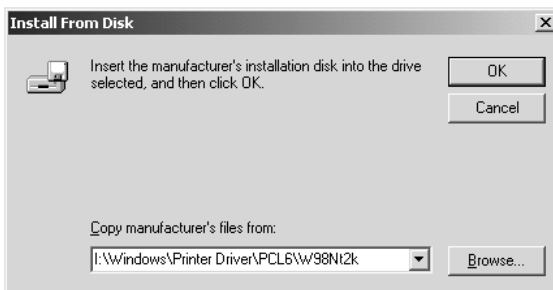 Install From Disk
Insert the manufacturer's installation disk into the drive
selected, and then click OK.
OK
Cancel
Copy manufacturer's files from:
I:\Windows\Printer Driver\PCL6\W98Nt2k
Browse...